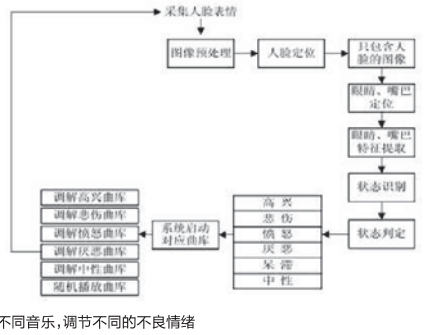 采集人脸表情
图像预处理
人脸定位
只包含人
脸的图像
眼睛、嘴巴
定位
眼睛、嘴巴
特征提取
状态识别
状态判定
高兴
悲伤
愤怒
厌恶
呆滞
中性
系统启动
对应曲库
调解高兴曲库
调解悲伤曲库
调解愤怒曲库
调解厌恶曲库
调解中性曲库
随机播放曲库
不同音乐,调节不同的不良情绪